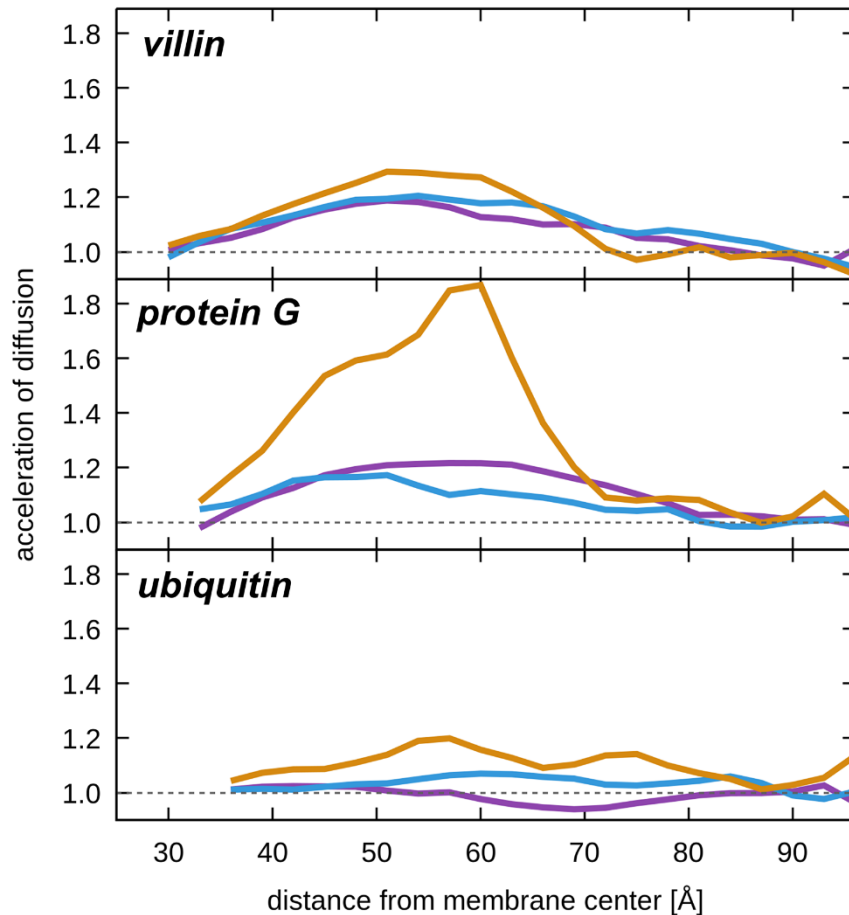 villin
1.8
1.6
1.4
1.2
1.0
protein G
1.8
1.6
1.4
1.2
1.0
ubiquitin
1.8
1.6
1.4
1.2
1.0
acceleration of diffusion
30 40 50 60 70 80 90
distance from membrane center [Å]